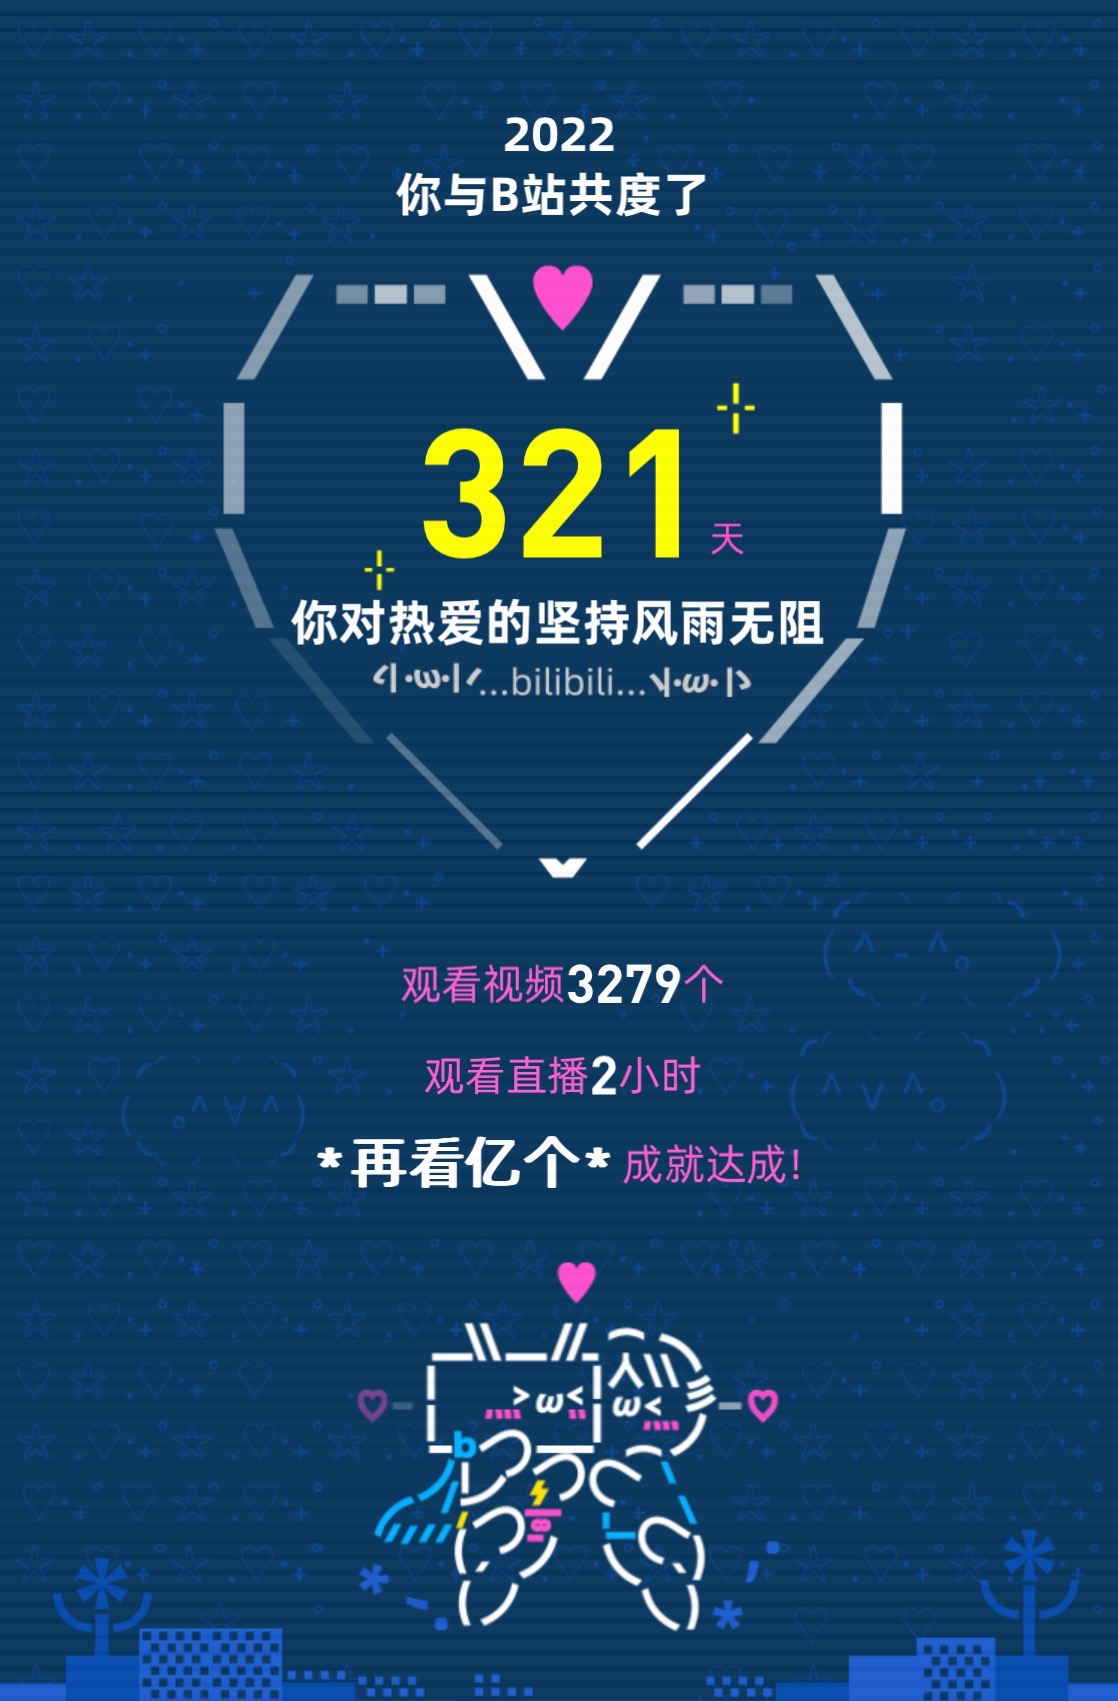 2022
你与B站共度了
321天
你对热爱的坚持风雨无阻
...bilibili...
观看视频3279个
观看直播2小时
*再看亿个* 成就达成!